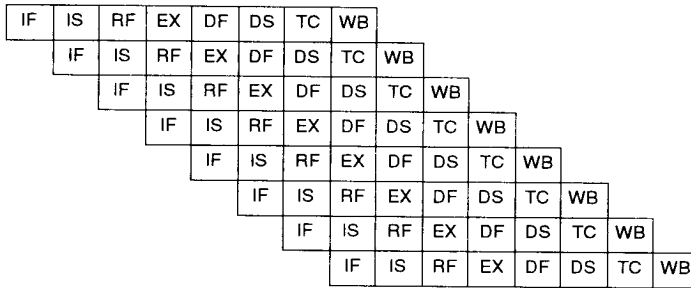 IF IS RF EX DF DS TC WB
IF IS RF EX DF DS TC WB
IF IS RF EX DF DS TC WB
IF IS RF EX DF DS TC WB
IF IS RF EX DF DS TC WB
IF IS RF EX DF DS TC WB
IF IS RF EX DF DS TC WB
IF IS RF EX DF DS TC WB